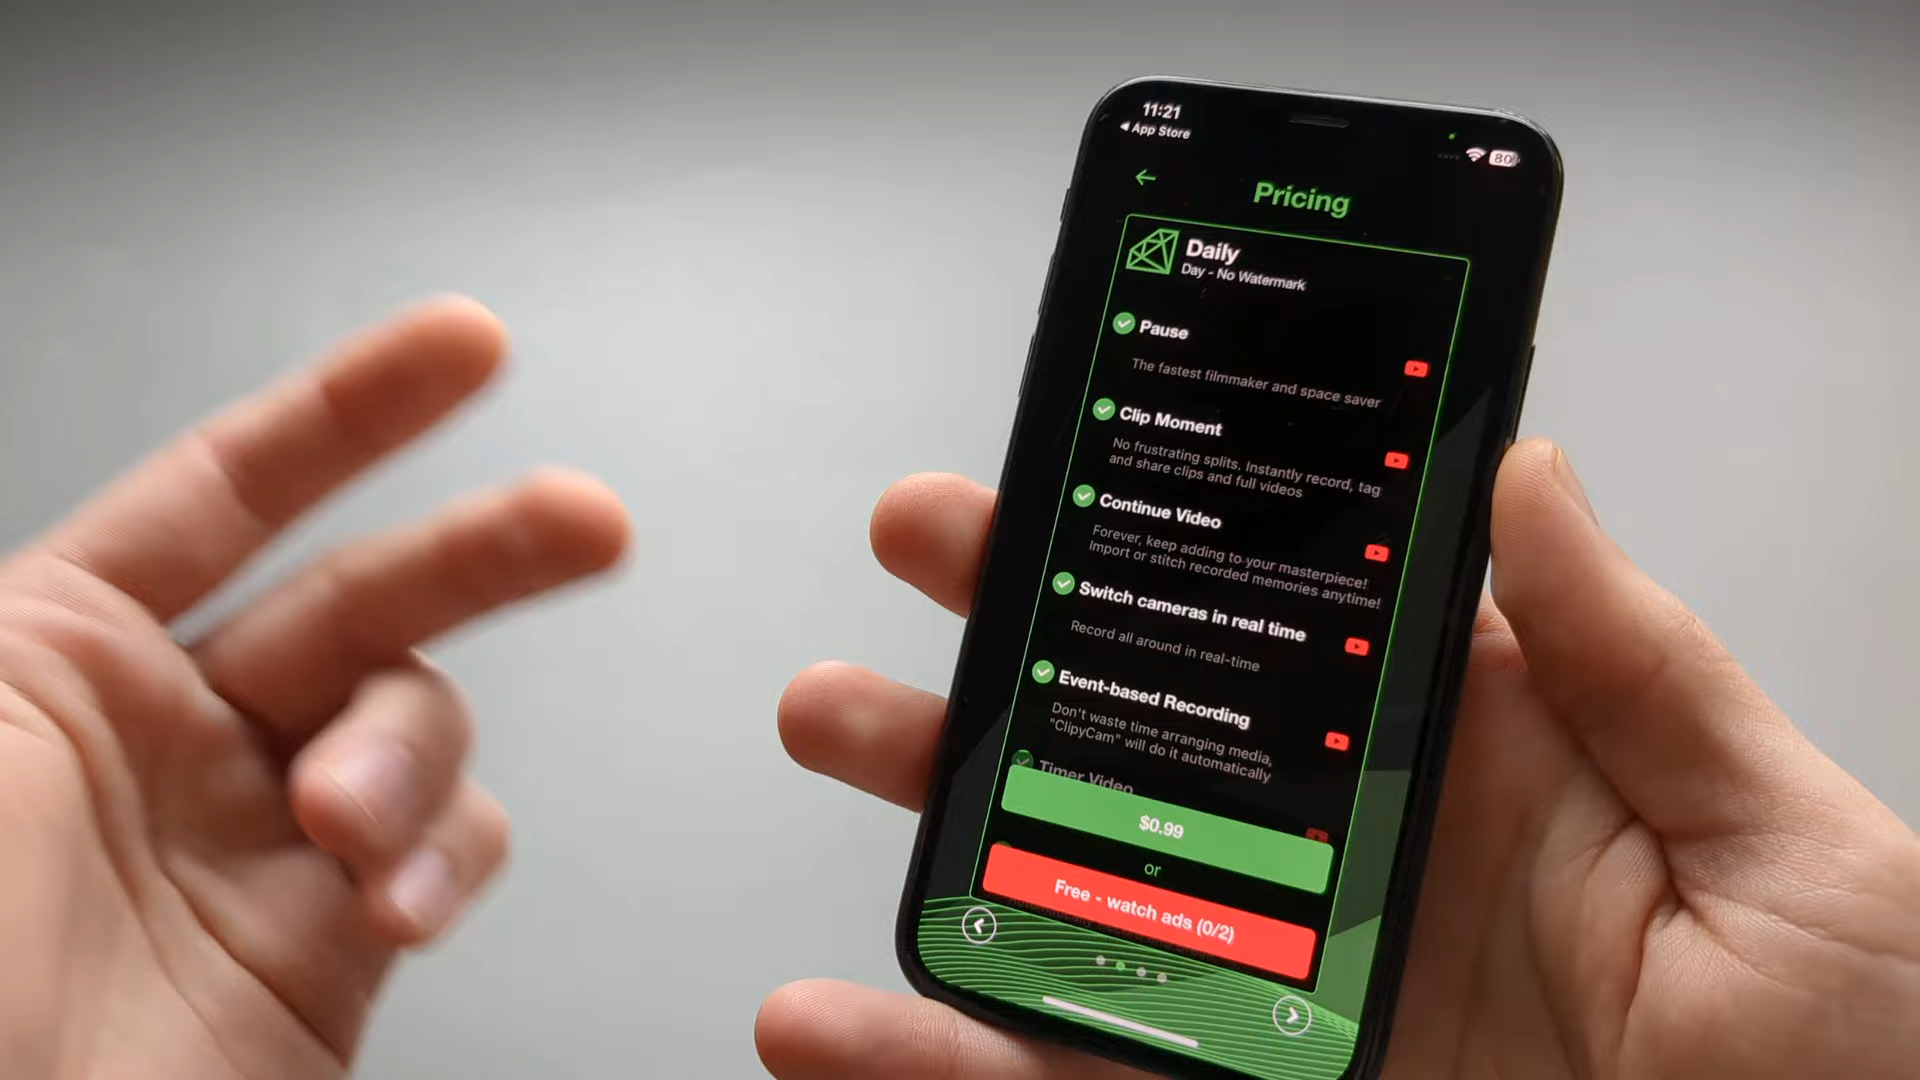 11:21
App Store
80
Pricing
Daily
Day - No Watermark
Pause
The fastest filmmaker and space saver
Clip Moment
No frustrating splits. Instantly record, tag
and share clips and full videos
Continue Video
Forever, keep adding to your masterpiece!
Import or stitch recorded memories anytime!
Switch cameras in real time
Record all around in real-time
Event-based Recording
Don't waste time arranging media,
"ClipyCam" will do it automatically
Timer Video
$0.99
or
Free - watch ads (0/2)